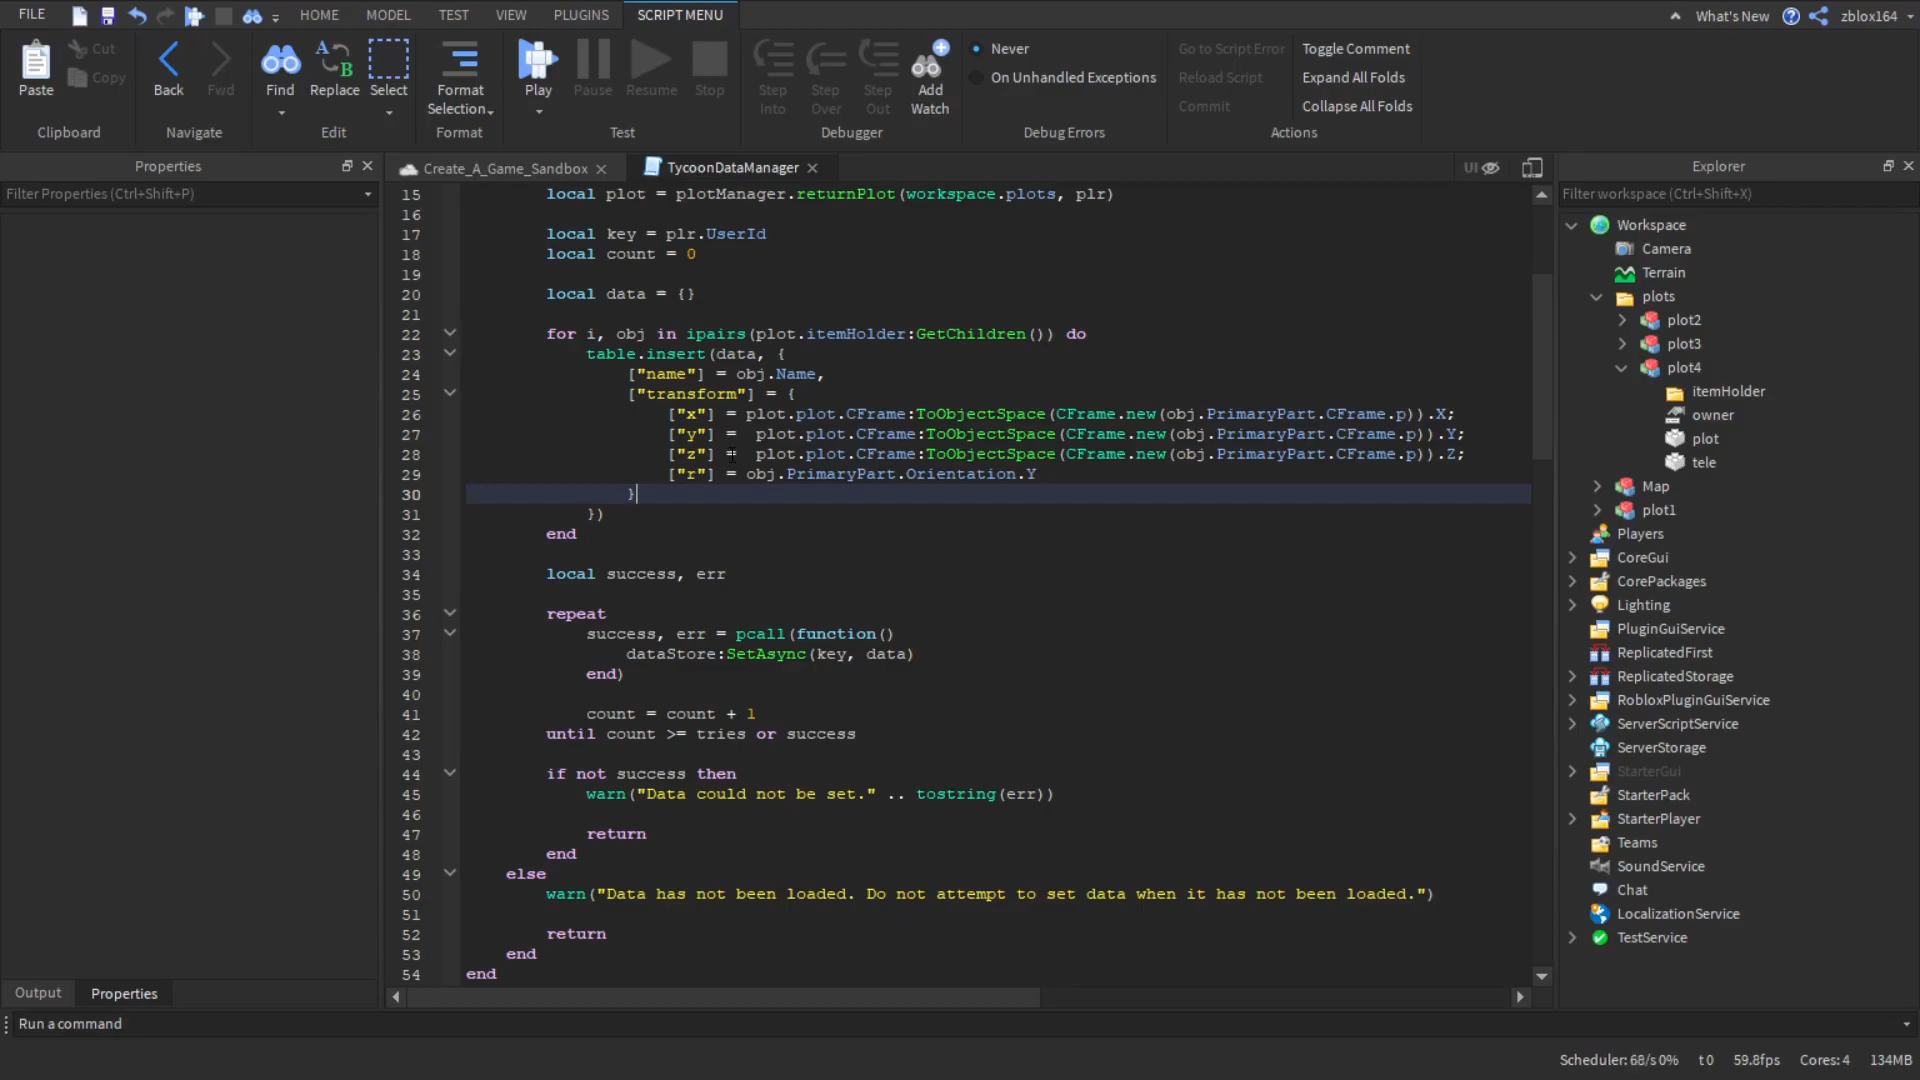 FILE HOME MODEL TEST VIEW PLUGINS SCRIPT MENU What's New zblox164
Paste Cut Copy Clipboard
Back Fwd Navigate
Find Replace Select Edit
Format Selection Format
Play Pause Resume Stop Test
Step Into Step Over Step Out Add Watch Debugger
Never
On Unhandled Exceptions
Debug Errors
Go to Script Error Toggle Comment
Reload Script Expand All Folds
Commit Collapse All Folds
Actions
Properties
Filter Properties (Ctrl+Shift+P)
Create_A_Game_Sandbox TycoonDataManager UI
15 local plot = plotManager.returnPlot(workspace.plots, plr)
16
17 local key = plr.UserId
18 local count = 0
19
20 local data = {}
21
22 for i, obj in ipairs(plot.itemHolder:GetChildren()) do
23 table.insert(data, {
24 ["name"] = obj.Name,
25 ["transform"] = {
26 ["x"] = plot.plot.CFrame:ToObjectSpace(CFrame.new(obj.PrimaryPart.CFrame.p)).X;
27 ["y"] =  plot.plot.CFrame:ToObjectSpace(CFrame.new(obj.PrimaryPart.CFrame.p)).Y;
28 ["z"] =  plot.plot.CFrame:ToObjectSpace(CFrame.new(obj.PrimaryPart.CFrame.p)).Z;
29 ["r"] = obj.PrimaryPart.Orientation.Y
30 }
31 })
32 end
33
34 local success, err
35
36 repeat
37 success, err = pcall(function()
38 dataStore:SetAsync(key, data)
39 end)
40
41 count = count + 1
42 until count >= tries or success
43
44 if not success then
45 warn("Data could not be set." .. tostring(err))
46
47 return
48 end
49 else
50 warn("Data has not been loaded. Do not attempt to set data when it has not been loaded.")
51
52 return
53 end
54 end
Explorer
Filter workspace (Ctrl+Shift+X)
Workspace
Camera
Terrain
plots
plot2
plot3
plot4
itemHolder
owner
plot
tele
Map
plot1
Players
CoreGui
CorePackages
Lighting
PluginGuiService
ReplicatedFirst
ReplicatedStorage
RobloxPluginGuiService
ServerScriptService
ServerStorage
StarterGui
StarterPack
StarterPlayer
Teams
SoundService
Chat
LocalizationService
TestService
Output Properties
Run a command
Scheduler: 68/s 0% t 0 59.8fps Cores: 4 134MB